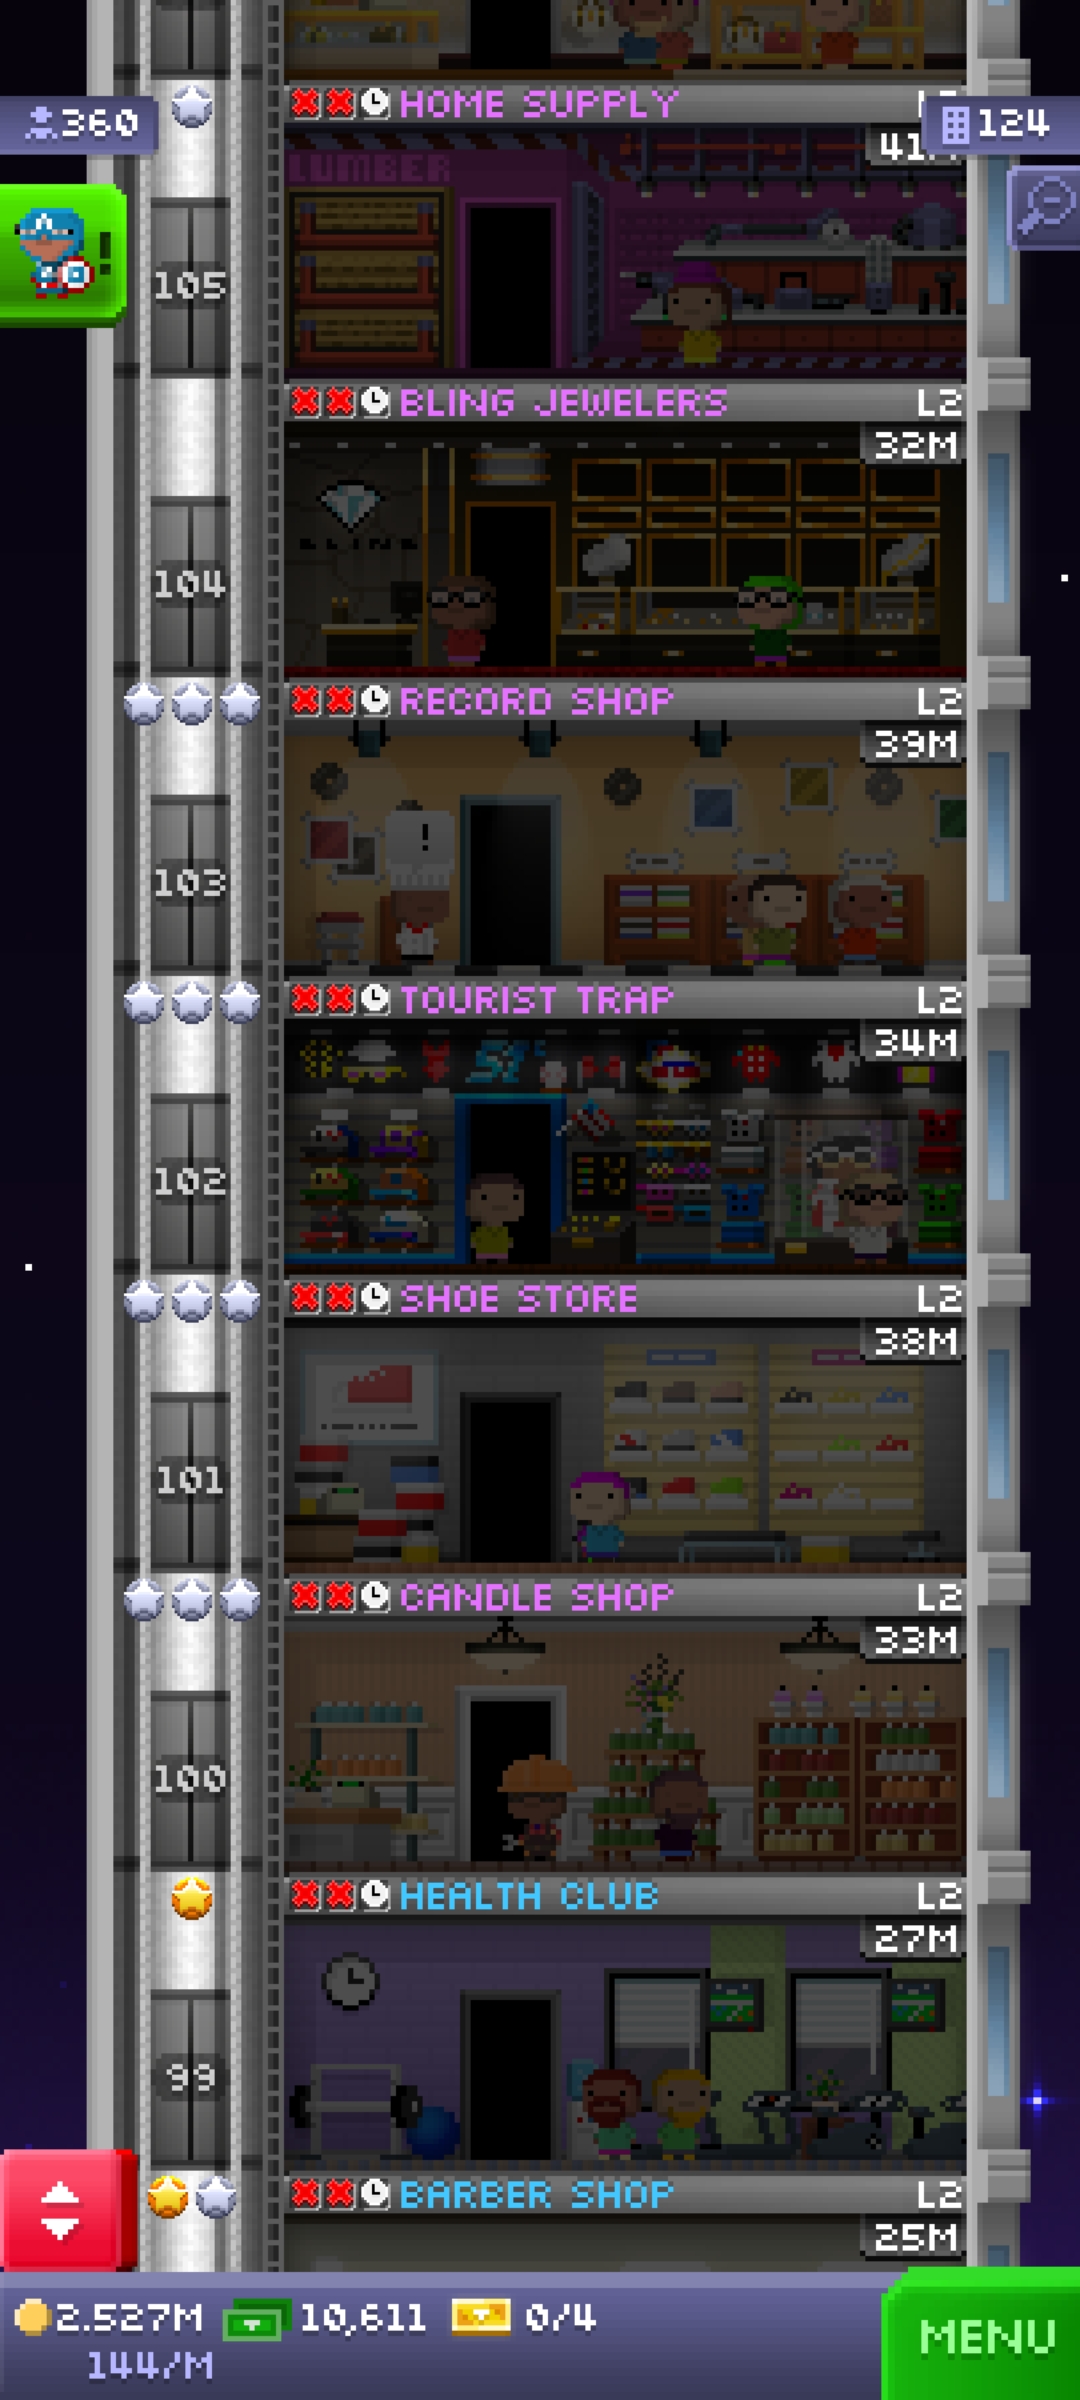 HOME SUPPLY
360
124
41
LUMBER
!
105
BLING JEWELERS L2
32M
104
RECORD SHOP L2
39M
!
103
TOURIST TRAP L2
34M
102
SHOE STORE L2
38M
101
CANDLE SHOP L2
33M
100
HEALTH CLUB L2
27M
99
BARBER SHOP L2
25M
2.527M 10,611 0/4
144/M
MENU